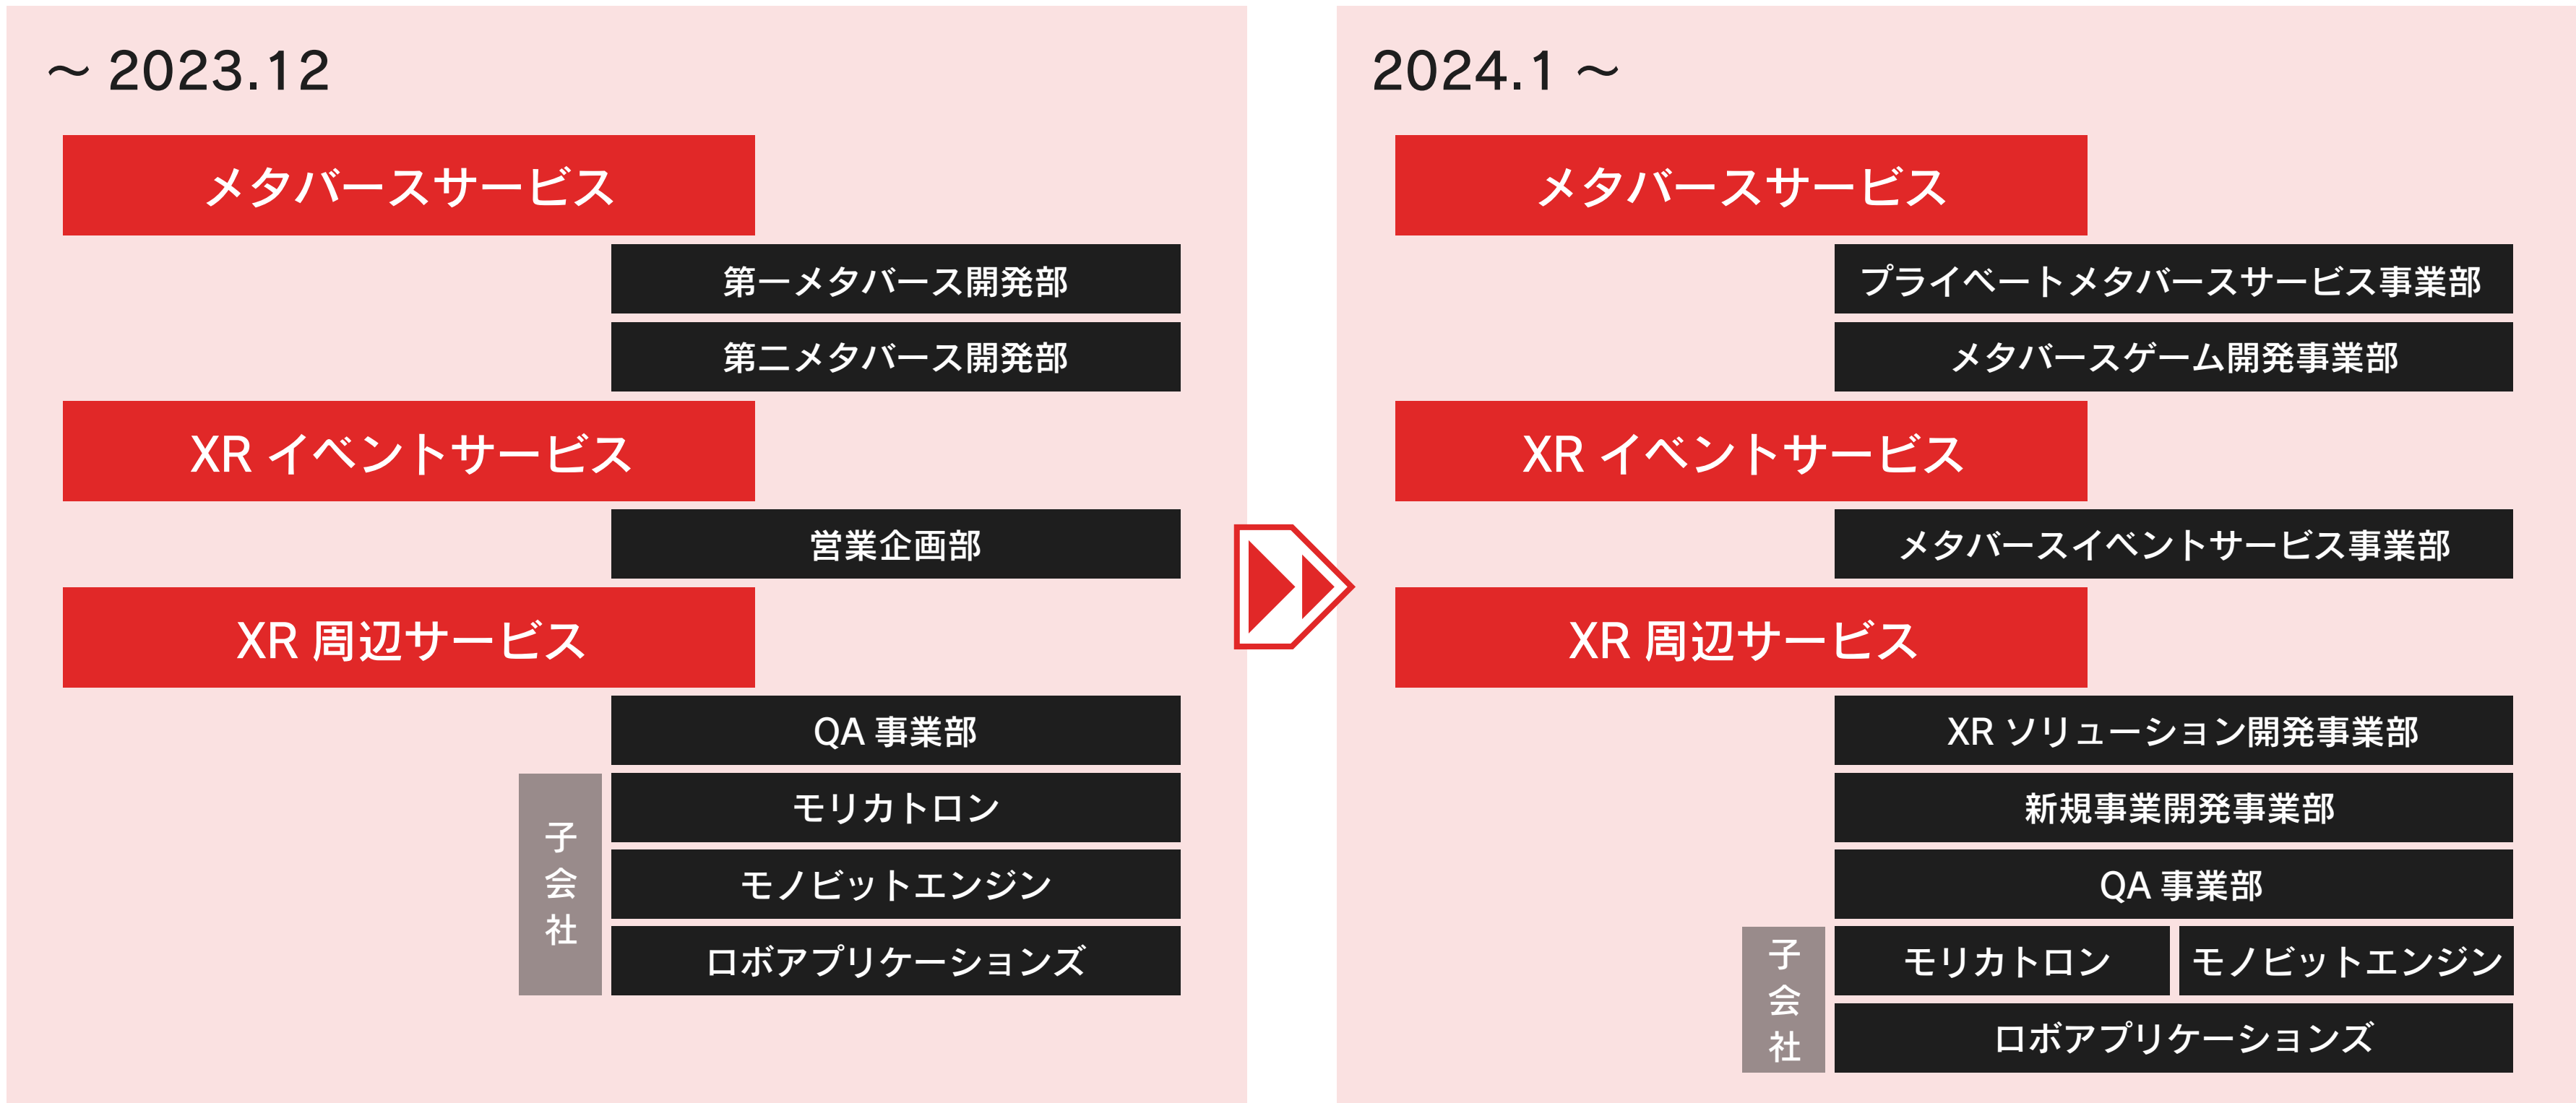 ～ 2023.12
メタバースサービス
第一メタバース開発部
第二メタバース開発部
XR イベントサービス
営業企画部
XR 周辺サービス
QA 事業部
子会社
モリカトロン
モノビットエンジン
ロボアプリケーションズ
2024.1 ～
メタバースサービス
プライベートメタバースサービス事業部
メタバースゲーム開発事業部
XR イベントサービス
メタバースイベントサービス事業部
XR 周辺サービス
XR ソリューション開発事業部
新規事業開発事業部
QA 事業部
子会社
モリカトロン
モノビットエンジン
ロボアプリケーションズ